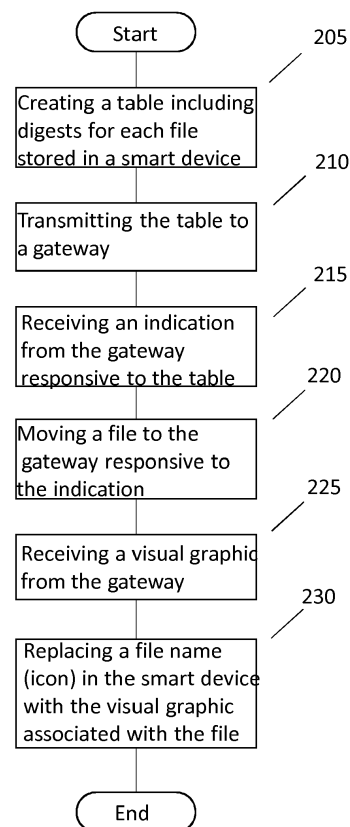 Start
205
Creating a table including
digests for each file
stored in a smart device
210
Transmitting the table to
a gateway
215
Receiving an indication
from the gateway
responsive to the table
220
Moving a file to the
gateway responsive to
the indication
225
Receiving a visual graphic
from the gateway
230
Replacing a file name
(icon) in the smart device
with the visual graphic
associated with the file
End